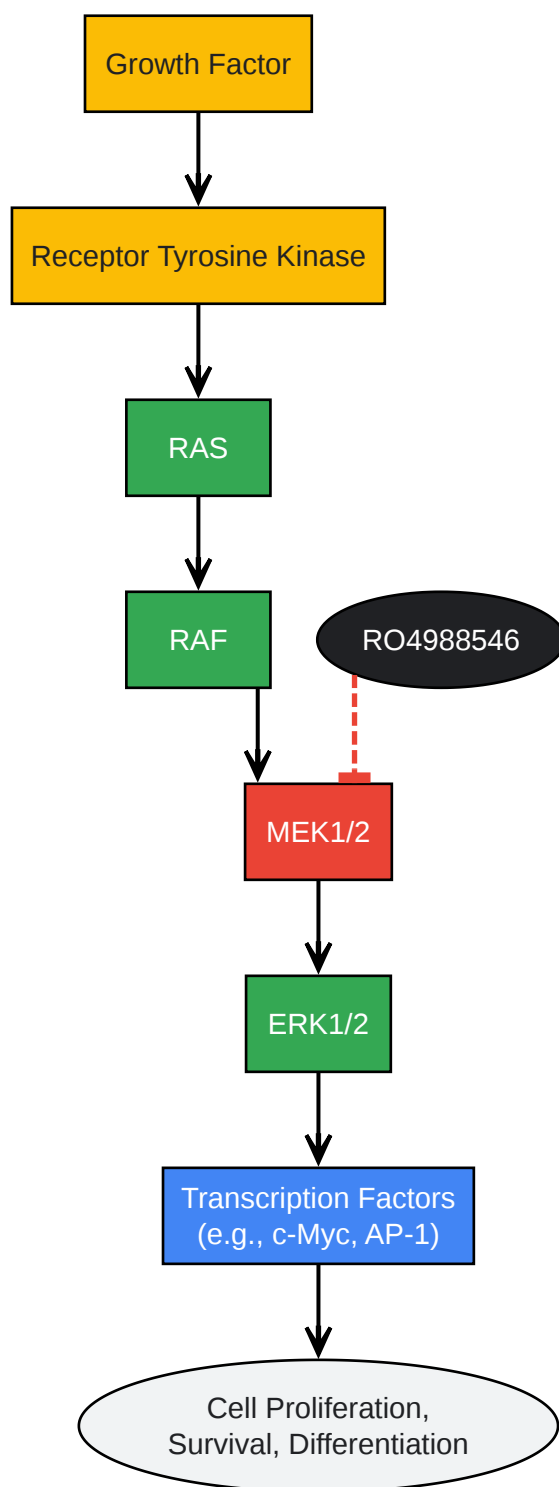 Growth Factor
Receptor Tyrosine Kinase
RAS
RAF
RO4988546
MEK1/2
ERK1/2
Transcription Factors
(e.g., c-Myc, AP-1)
Cell Proliferation,
Survival, Differentiation